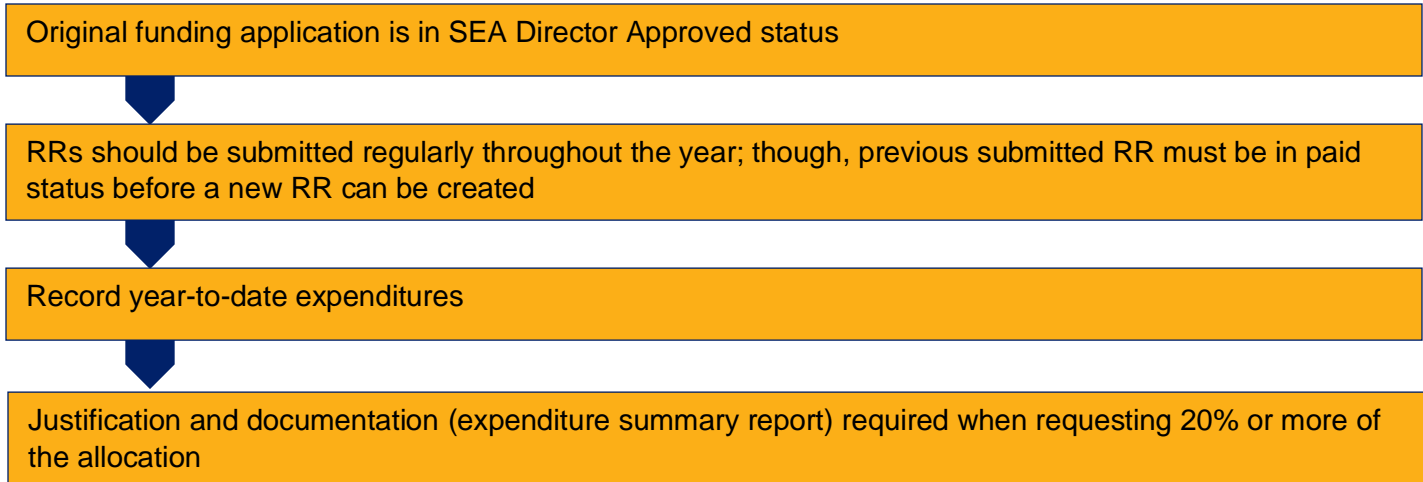 Original funding application is in SEA Director Approved status
RRs should be submitted regularly throughout the year; though, previous submitted RR must be in paid
status before a new RR can be created
Record year-to-date expenditures
Justification and documentation (expenditure summary report) required when requesting 20% or more of
the allocation